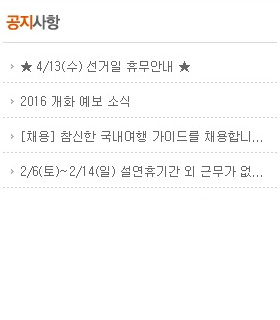 공지사항
★ 4/13(수) 선거일 휴무안내 ★
2016 개화 예보 소식
[채용] 참신한 국내여행 가이드를 채용합니...
2/6(토)~2/14(일) 설연휴기간 외 근무가 없...